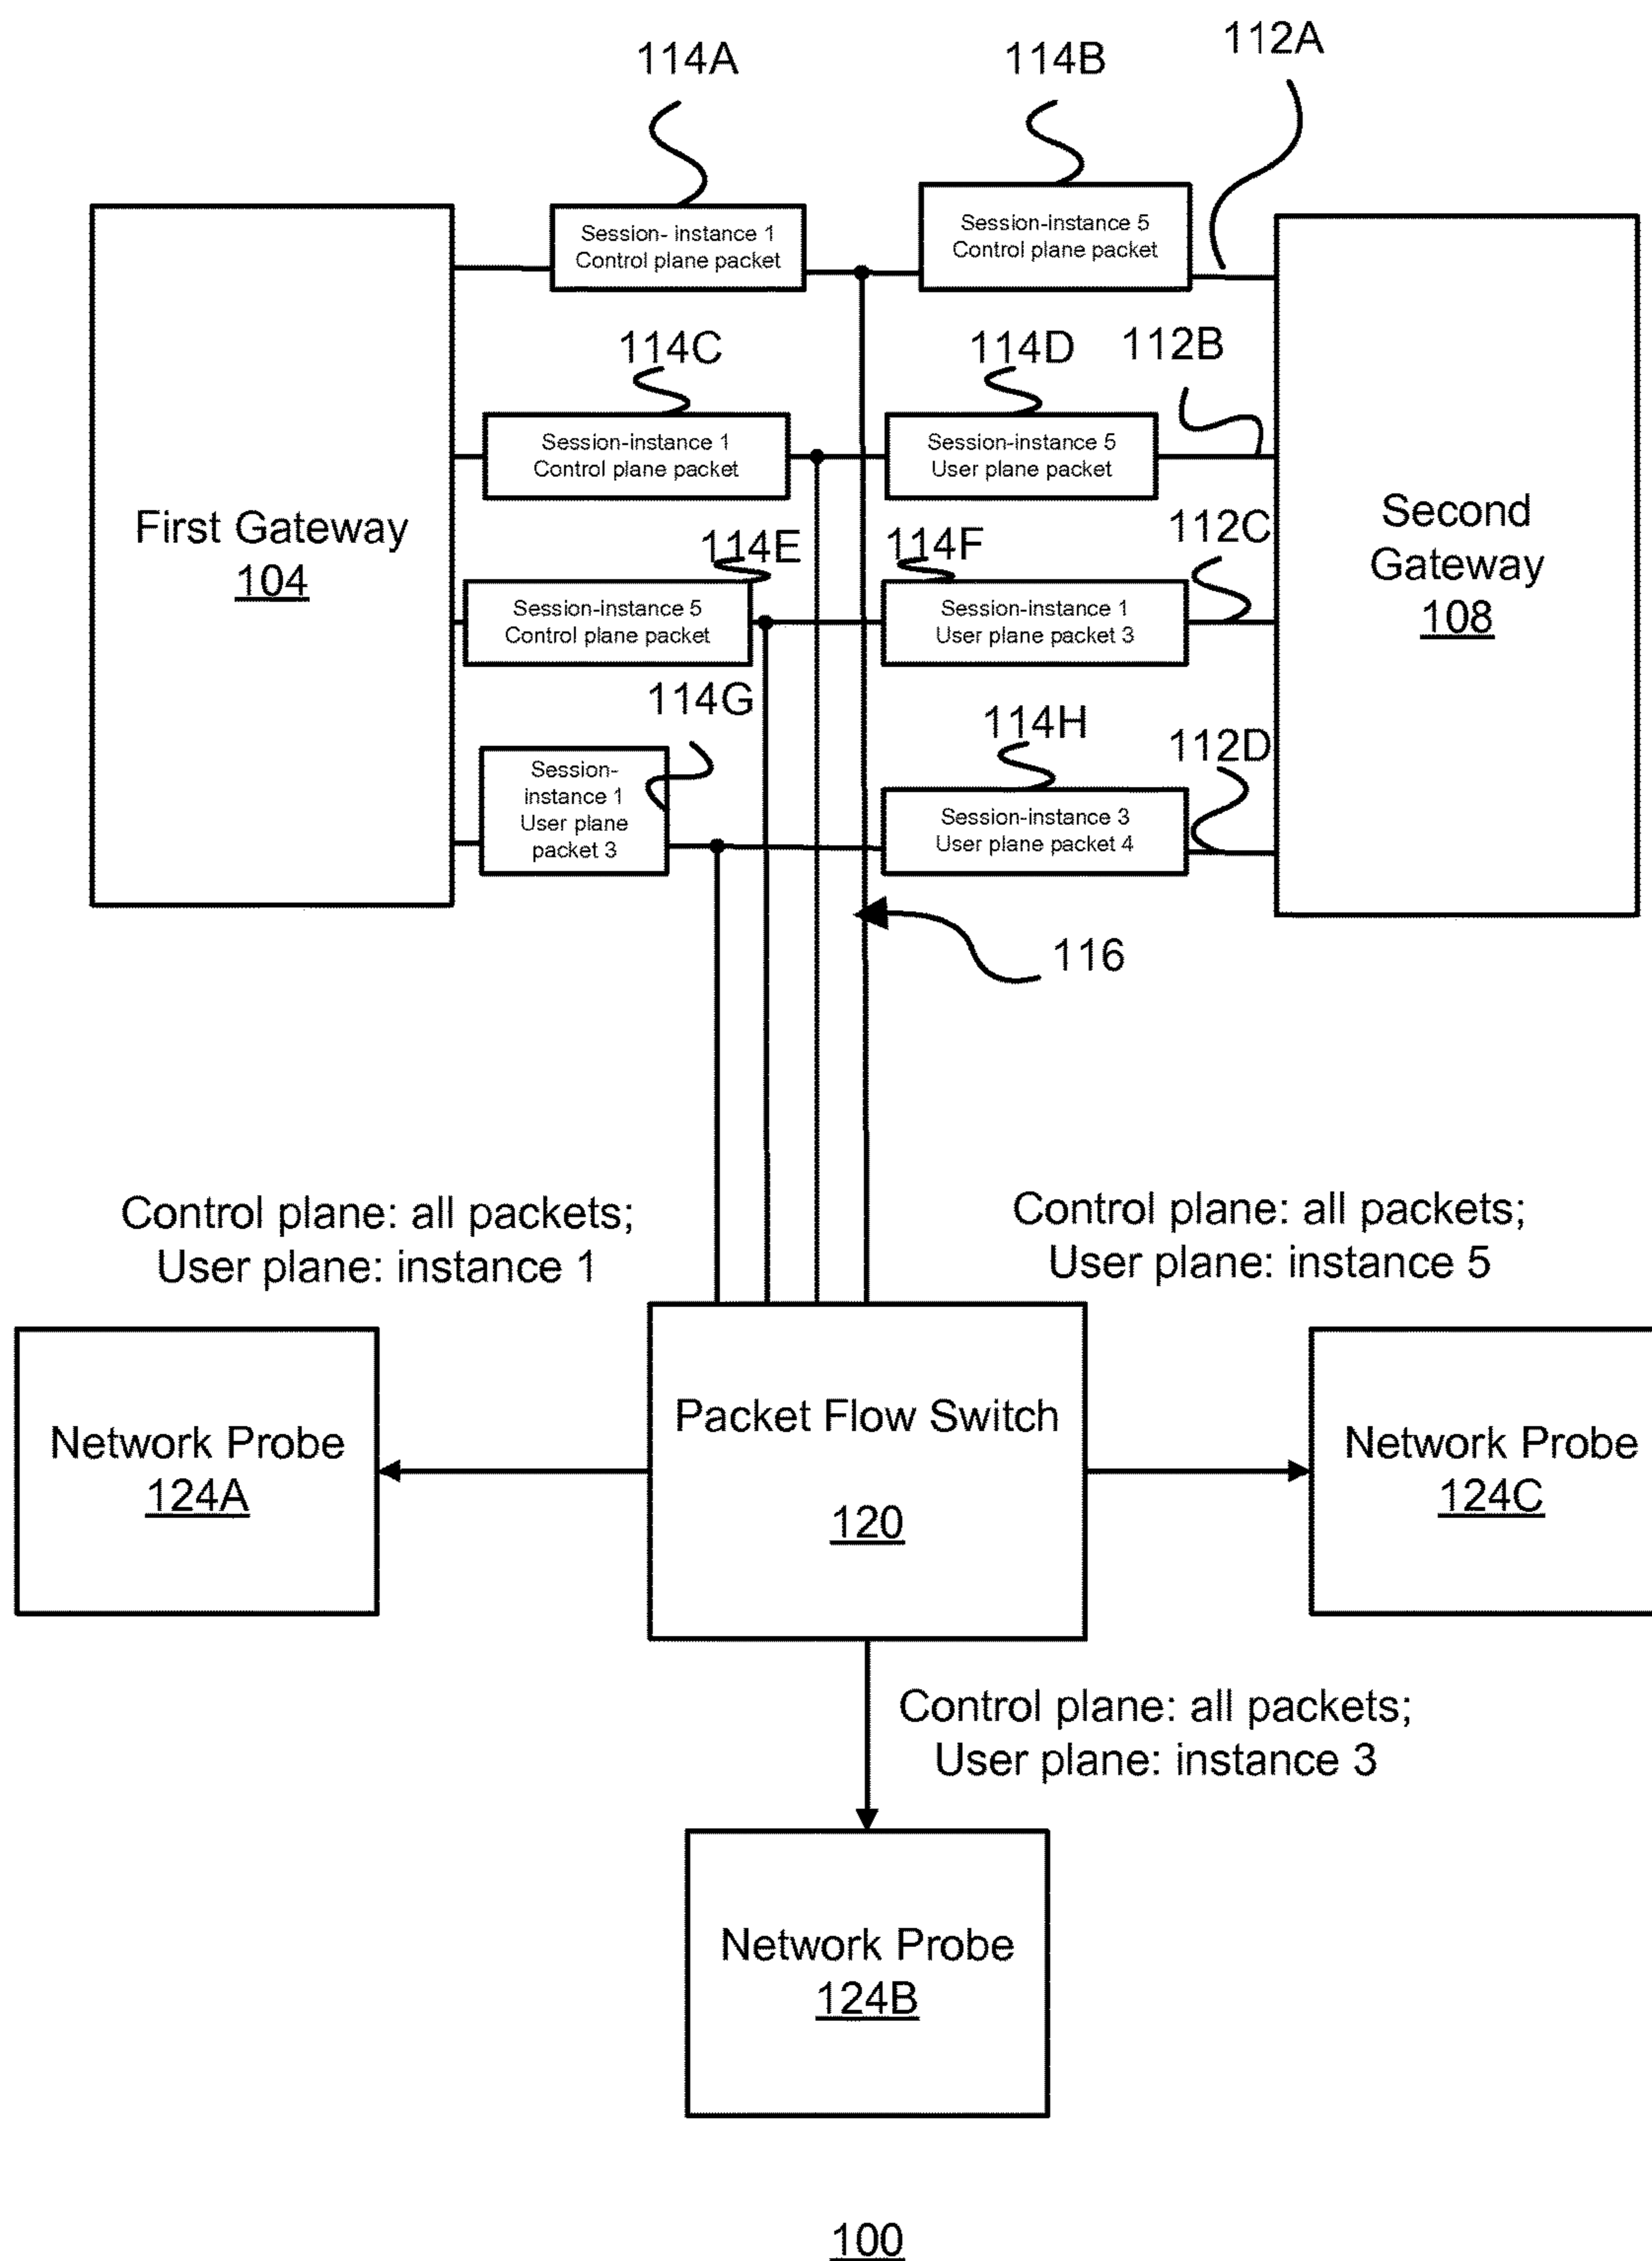 112A
114A
114B
Session- instance 1
Control plane packet
Session-instance 5
Control plane packet
114C
114D
112B
Session-instance 1
Control plane packet
Session-instance 5
User plane packet
First Gateway
104
Second
Gateway
108
114E
114F
112C
Session-instance 5
Control plane packet
Session-instance 1
User plane packet 3
114G
114H
112D
Session-
instance 1
User plane
packet 3
Session-instance 3
User plane packet 4
116
Control plane: all packets;
User plane: instance 1
Control plane: all packets;
User plane: instance 5
Network Probe
124A
Packet Flow Switch
120
Network Probe
124C
Control plane: all packets;
User plane: instance 3
Network Probe
124B
100